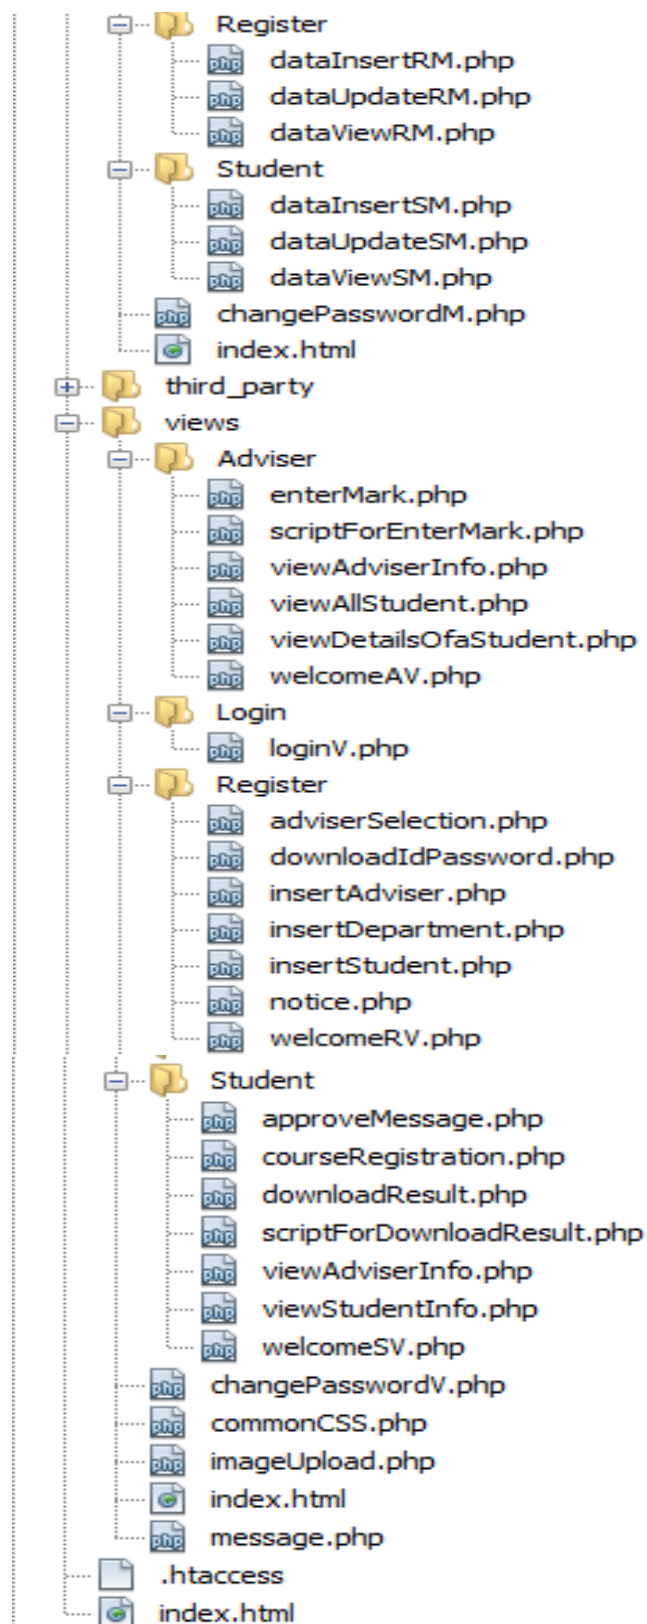 Register
dataInsertRM.php
dataUpdateRM.php
dataViewRM.php
Student
dataInsertSM.php
dataUpdateSM.php
dataViewSM.php
changePasswordM.php
index.html
third_party
views
Adviser
enterMark.php
scriptForEnterMark.php
viewAdviserInfo.php
viewAllStudent.php
viewDetailsOfaStudent.php
welcomeAV.php
Login
loginV.php
Register
adviserSelection.php
downloadIdPassword.php
insertAdviser.php
insertDepartment.php
insertStudent.php
notice.php
welcomeRV.php
Student
approveMessage.php
courseRegistration.php
downloadResult.php
scriptForDownloadResult.php
viewAdviserInfo.php
viewStudentInfo.php
welcomeSV.php
changePasswordV.php
commonCSS.php
imageUpload.php
index.html
message.php
.htaccess
index.html